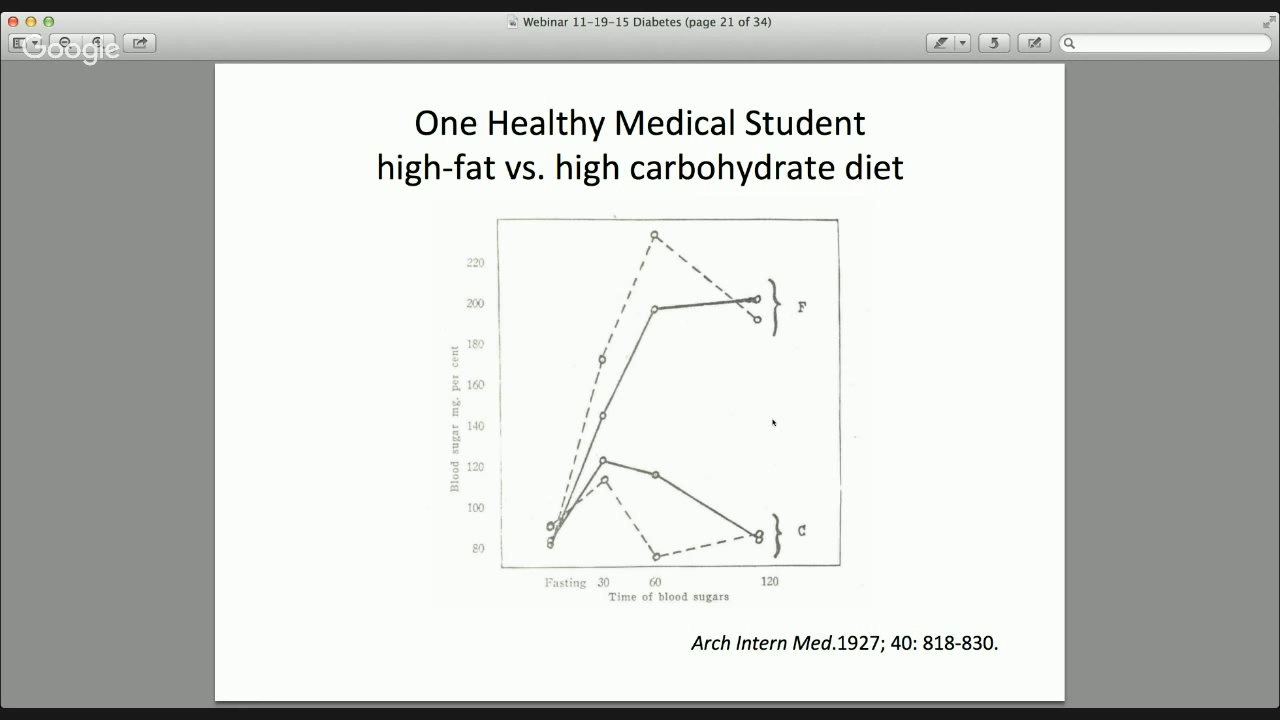 Webinar 11-19-15 Diabetes (page 21 of 34)
Google
One Healthy Medical Student
high-fat vs. high carbohydrate diet
220
200
180
160
140
120
100
80
Blood sugar mg. per cent
F
C
Fasting 30 60 120
Time of blood sugars
Arch Intern Med.1927; 40: 818-830.